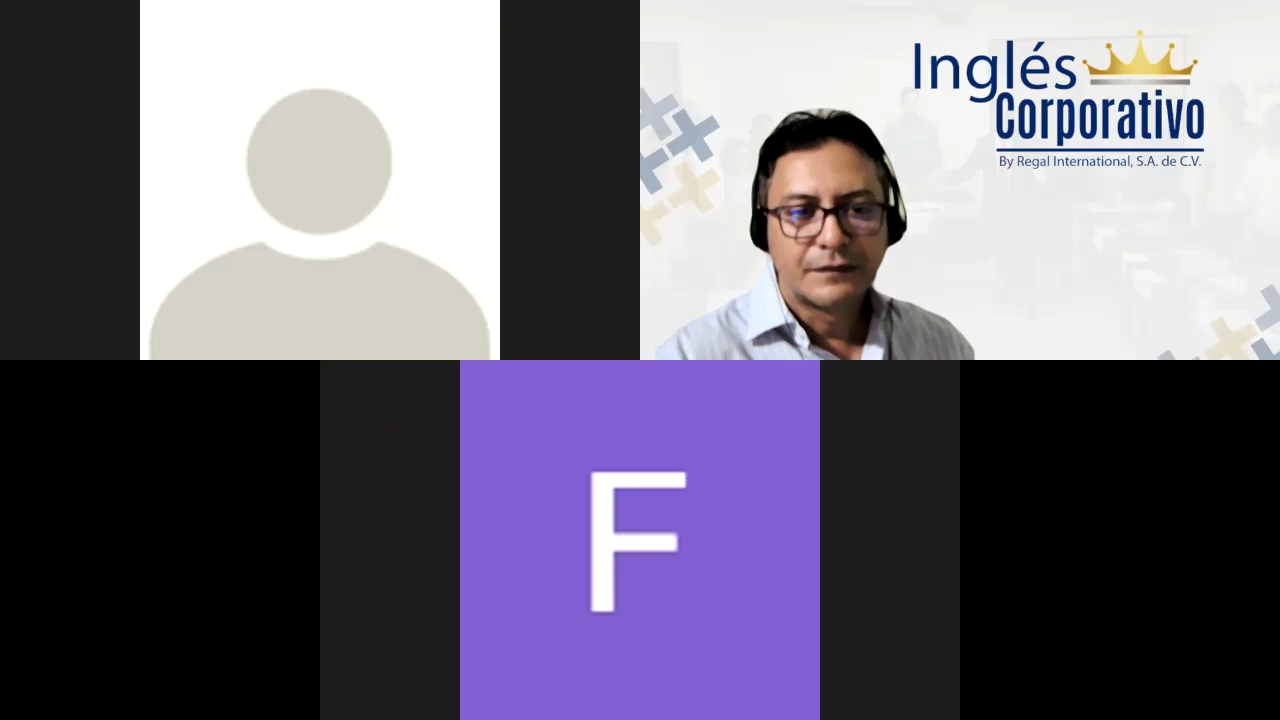 Inglés
Corporativo
By Regal International, S.A. de C.V.
F